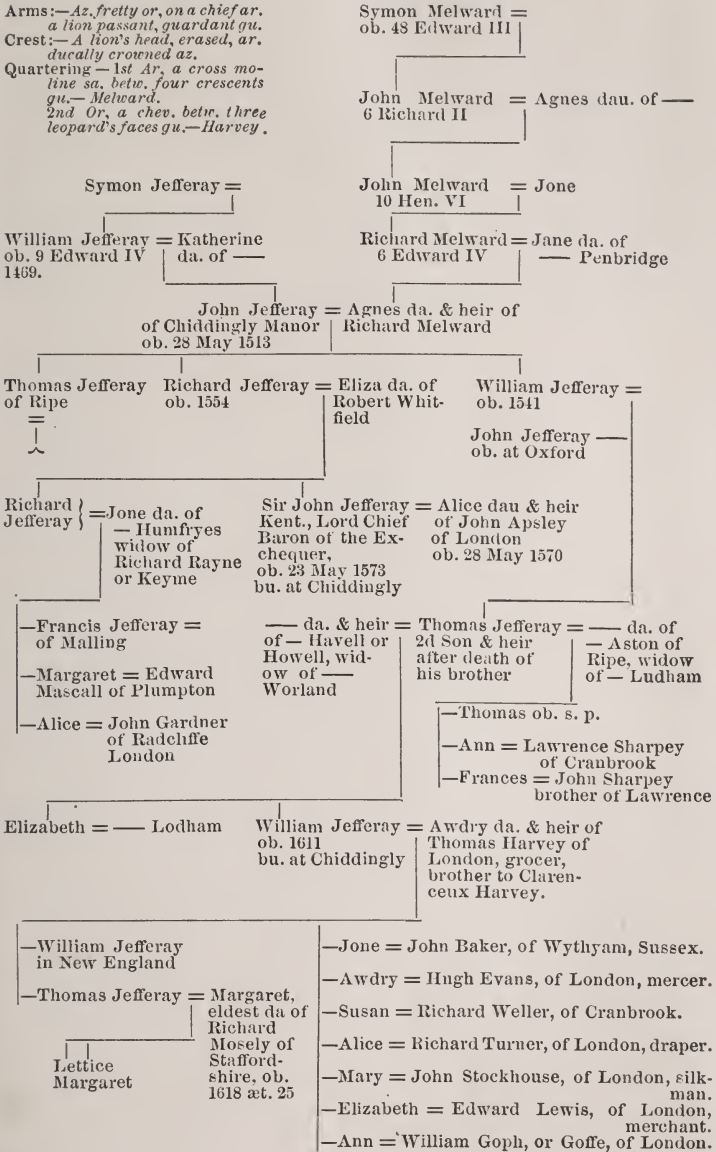 Arms:—Az. fretty or, on a chief ar.
a lion passant, guardant gu.
Crest:—A lion's head, erased, ar.
ducally crowned az.
Quartering—1st Ar, a cross mo-
line sa. betw. four crescents
gu.—Melward.
2nd Or, a chev. betw. three
leopard's faces gu.—Harvey.
Symon Melward =
ob. 48 Edward III
John Melward = Agnes dau. of —
6 Richard II
Symon Jefferay =
John Melward = Jone
10 Hen. VI
William Jefferay = Katherine
ob. 9 Edward IV da. of —
1469.
Richard Melward = Jane da. of
6 Edward IV — Penbridge
John Jefferay = Agnes da. & heir of
of Chiddingly Manor Richard Melward
ob. 28 May 1513
Thomas Jefferay
of Ripe
=
Richard Jefferay = Eliza da. of
ob. 1554 Robert Whit-
field
William Jefferay =
ob. 1541
John Jefferay —
ob. at Oxford
Richard } = Jone da. of
Jefferay } — Humfryes
widow of
Richard Rayne
or Keyme
Sir John Jefferay = Alice dau & heir
Kent., Lord Chief of John Apsley
Baron of the Ex- of London
chequer, ob. 28 May 1570
ob. 23 May 1573
bu. at Chiddingly
—Francis Jefferay =
of Malling
—Margaret = Edward
Mascall of Plumpton
—Alice = John Gardner
of Radcliffe
London
— da. & heir = Thomas Jefferay = — da. of
of — Havell or 2d Son & heir — Aston of
Howell, wid- after death of Ripe, widow
ow of — his brother of — Ludham
Worland
—Thomas ob. s. p.
—Ann = Lawrence Sharpey
of Cranbrook
—Frances = John Sharpey
brother of Lawrence
Elizabeth = — Lodham
William Jefferay = Awdry da. & heir of
ob. 1611 Thomas Harvey of
bu. at Chiddingly London, grocer,
brother to Claren-
ceux Harvey.
—William Jefferay
in New England
—Thomas Jefferay = Margaret,
eldest da of
Richard
Mosely of
Stafford-
shire, ob.
1618 æt. 25
Lettice
Margaret
—Jone = John Baker, of Wythyam, Sussex.
—Awdry = Hugh Evans, of London, mercer.
—Susan = Richard Weller, of Cranbrook.
—Alice = Richard Turner, of London, draper.
—Mary = John Stockhouse, of London, silk-
man.
—Elizabeth = Edward Lewis, of London,
merchant.
—Ann = William Goph, or Goffe, of London.